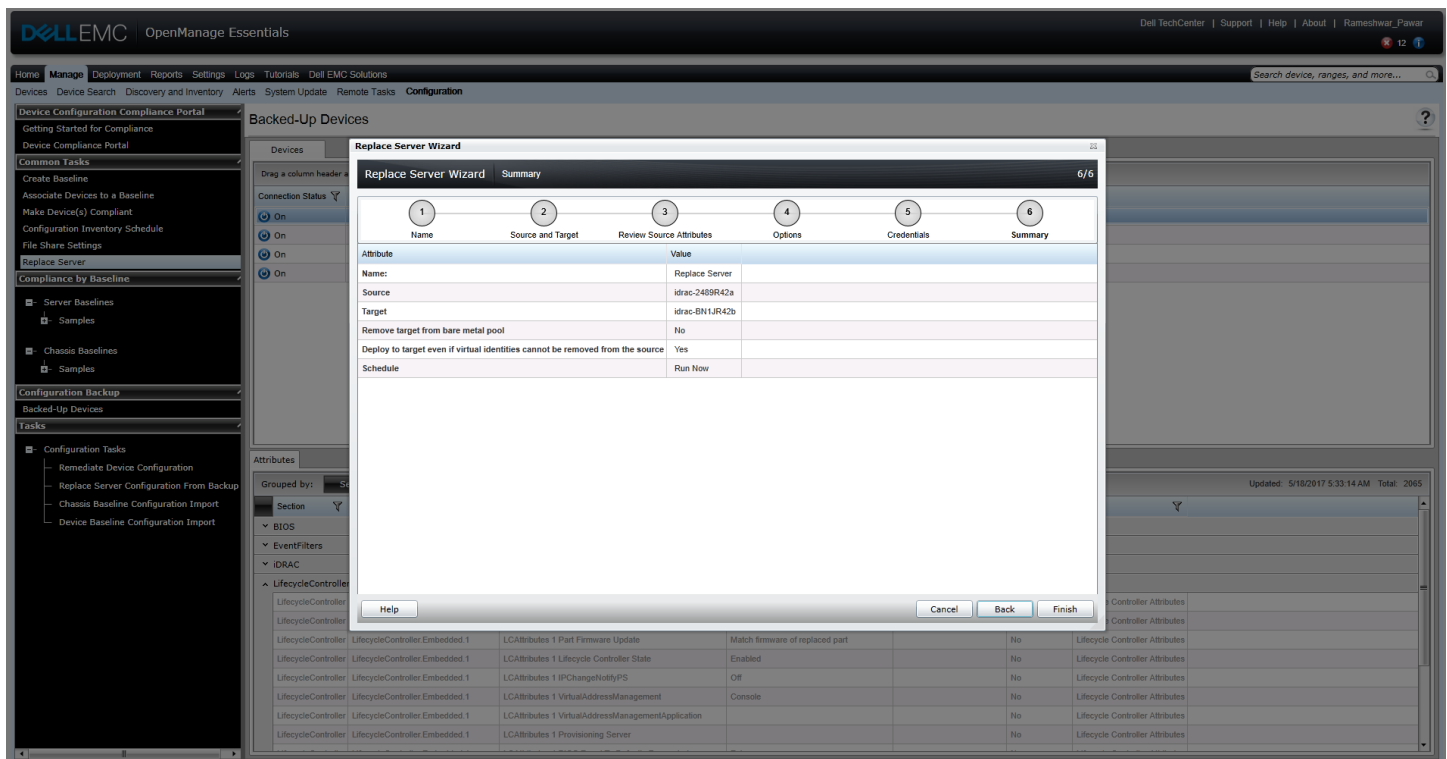 DELLEMC OpenManage Essentials
Dell TechCenter | Support | Help | About | Rameshwar_Pawar
12
Home Manage Deployment Reports Settings Logs Tutorials Dell EMC Solutions
Search device, ranges, and more...
Devices Device Search Discovery and Inventory Alerts System Update Remote Tasks Configuration
Device Configuration Compliance Portal
Getting Started for Compliance
Device Compliance Portal
Common Tasks
Create Baseline
Associate Devices to a Baseline
Make Device(s) Compliant
Configuration Inventory Schedule
File Share Settings
Replace Server
Compliance by Baseline
Server Baselines
Samples
Chassis Baselines
Samples
Configuration Backup
Backed-Up Devices
Tasks
Configuration Tasks
Remediate Device Configuration
Replace Server Configuration From Backup
Chassis Baseline Configuration Import
Device Baseline Configuration Import
Backed-Up Devices
?
Devices
Drag a column header a
Connection Status
On
On
On
On
Replace Server Wizard
Replace Server Wizard Summary 6/6
1 2 3 4 5 6
Name Source and Target Review Source Attributes Options Credentials Summary
Attribute Value
Name: Replace Server
Source idrac-2489R42a
Target idrac-BN1JR42b
Remove target from bare metal pool No
Deploy to target even if virtual identities cannot be removed from the source Yes
Schedule Run Now
Help Cancel Back Finish
Attributes
Grouped by: Se
Updated: 5/18/2017 5:33:14 AM Total: 2065
Section
BIOS
EventFilters
iDRAC
LifecycleController
LifecycleController Controller Attributes
LifecycleController Controller Attributes
LifecycleController LifecycleController.Embedded.1 LCAttributes 1 Part Firmware Update Match firmware of replaced part No Lifecycle Controller Attributes
LifecycleController LifecycleController.Embedded.1 LCAttributes 1 Lifecycle Controller State Enabled No Lifecycle Controller Attributes
LifecycleController LifecycleController.Embedded.1 LCAttributes 1 IPChangeNotifyPS Off No Lifecycle Controller Attributes
LifecycleController LifecycleController.Embedded.1 LCAttributes 1 VirtualAddressManagement Console No Lifecycle Controller Attributes
LifecycleController LifecycleController.Embedded.1 LCAttributes 1 VirtualAddressManagementApplication No Lifecycle Controller Attributes
LifecycleController LifecycleController.Embedded.1 LCAttributes 1 Provisioning Server No Lifecycle Controller Attributes